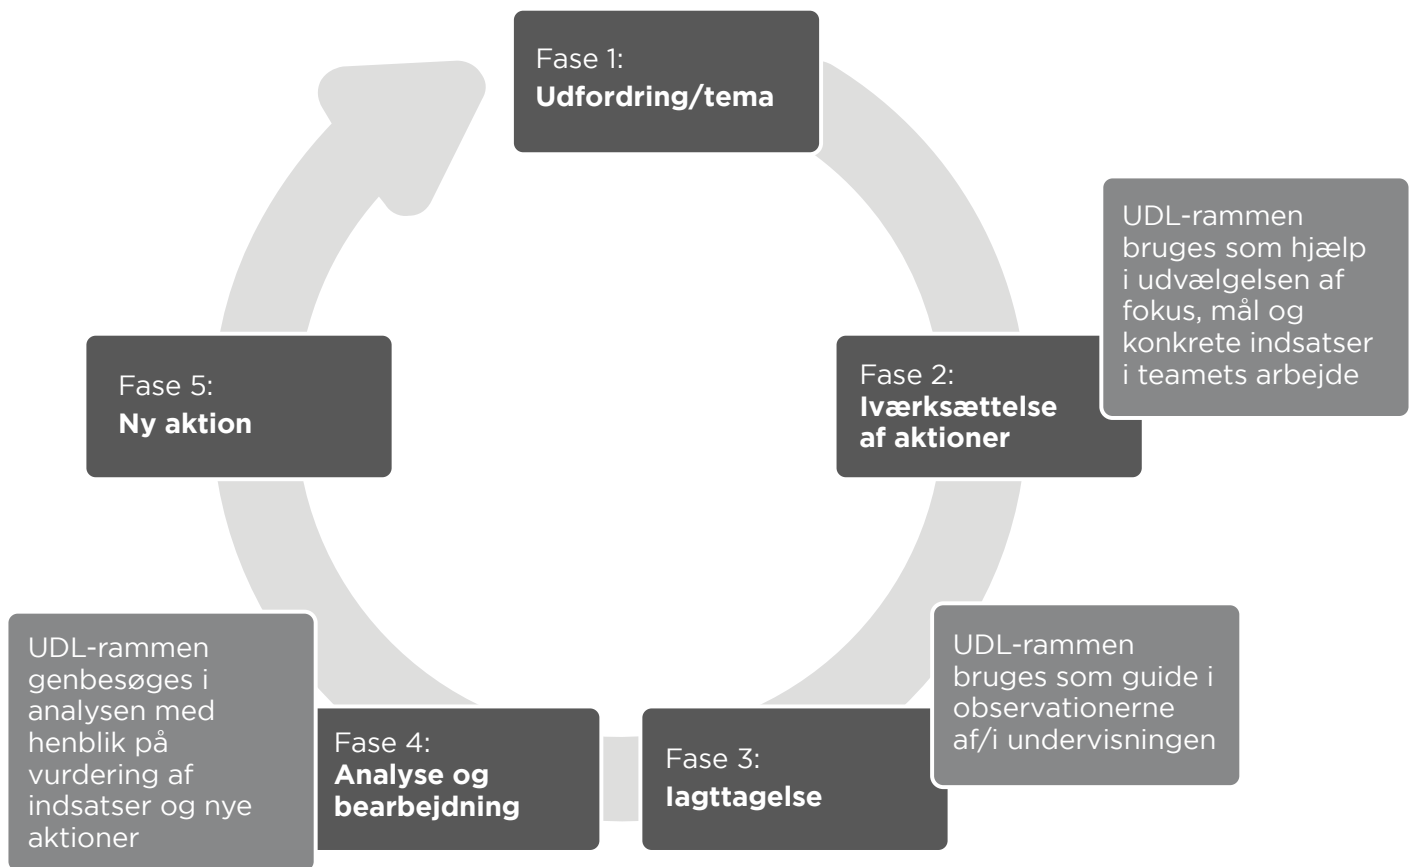 Fase 1:
Udfordring/tema
UDL-rammen
bruges som hjælp
i udvælgelsen af
fokus, mål og
konkrete indsatser
i teamets arbejde
Fase 2:
Iværksættelse
af aktioner
UDL-rammen
bruges som guide i
observationerne
af/i undervisningen
Fase 3:
Iagttagelse
Fase 4:
Analyse og
bearbejdning
UDL-rammen
genbesøges i
analysen med
henblik på
vurdering af
indsatser og nye
aktioner
Fase 5:
Ny aktion